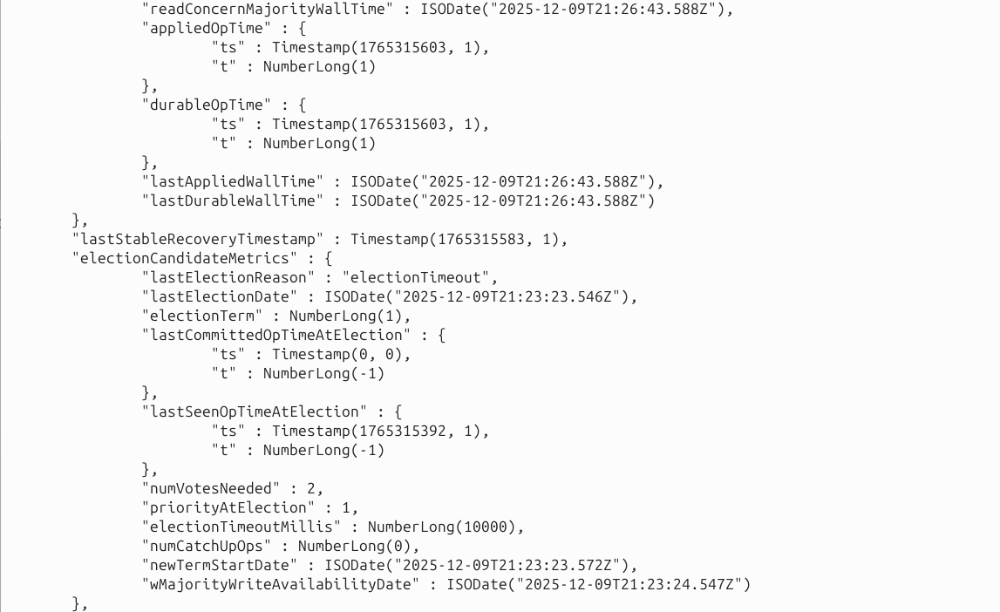 "readConcernMajorityWallTime" : ISODate("2025-12-09T21:26:43.588Z"),
"appliedOpTime" : {
"ts" : Timestamp(1765315603, 1),
"t" : NumberLong(1)
},
"durableOpTime" : {
"ts" : Timestamp(1765315603, 1),
"t" : NumberLong(1)
},
"lastAppliedWallTime" : ISODate("2025-12-09T21:26:43.588Z"),
"lastDurableWallTime" : ISODate("2025-12-09T21:26:43.588Z")
},
"lastStableRecoveryTimestamp" : Timestamp(1765315583, 1),
"electionCandidateMetrics" : {
"lastElectionReason" : "electionTimeout",
"lastElectionDate" : ISODate("2025-12-09T21:23:23.546Z"),
"electionTerm" : NumberLong(1),
"lastCommittedOpTimeAtElection" : {
"ts" : Timestamp(0, 0),
"t" : NumberLong(-1)
},
"lastSeenOpTimeAtElection" : {
"ts" : Timestamp(1765315392, 1),
"t" : NumberLong(-1)
},
"numVotesNeeded" : 2,
"priorityAtElection" : 1,
"electionTimeoutMillis" : NumberLong(10000),
"numCatchUpOps" : NumberLong(0),
"newTermStartDate" : ISODate("2025-12-09T21:23:23.572Z"),
"wMajorityWriteAvailabilityDate" : ISODate("2025-12-09T21:23:24.547Z")
},